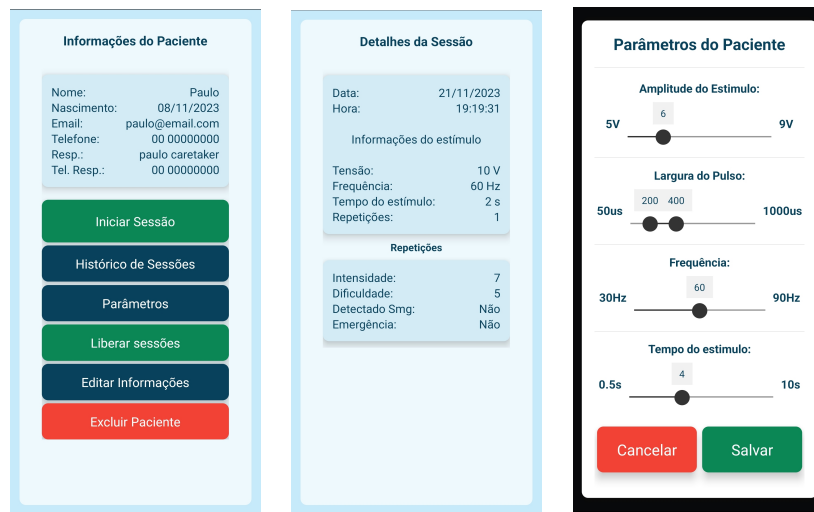 Informações do Paciente
Nome: Paulo
Nascimento: 08/11/2023
Email: paulo@email.com
Telefone: 00 00000000
Resp.: paulo caretaker
Tel. Resp.: 00 00000000
Iniciar Sessão
Histórico de Sessões
Parâmetros
Liberar sessões
Editar Informações
Excluir Paciente
Detalhes da Sessão
Data: 21/11/2023
Hora: 19:19:31
Informações do estímulo
Tensão: 10 V
Frequência: 60 Hz
Tempo do estímulo: 2 s
Repetições: 1
Repetições
Intensidade: 7
Dificuldade: 5
Detectado Smg: Não
Emergência: Não
Parâmetros do Paciente
Amplitude do Estimulo:
6
5V 9V
Largura do Pulso:
200 400
50us 1000us
Frequência:
60
30Hz 90Hz
Tempo do estimulo:
4
0.5s 10s
Cancelar Salvar